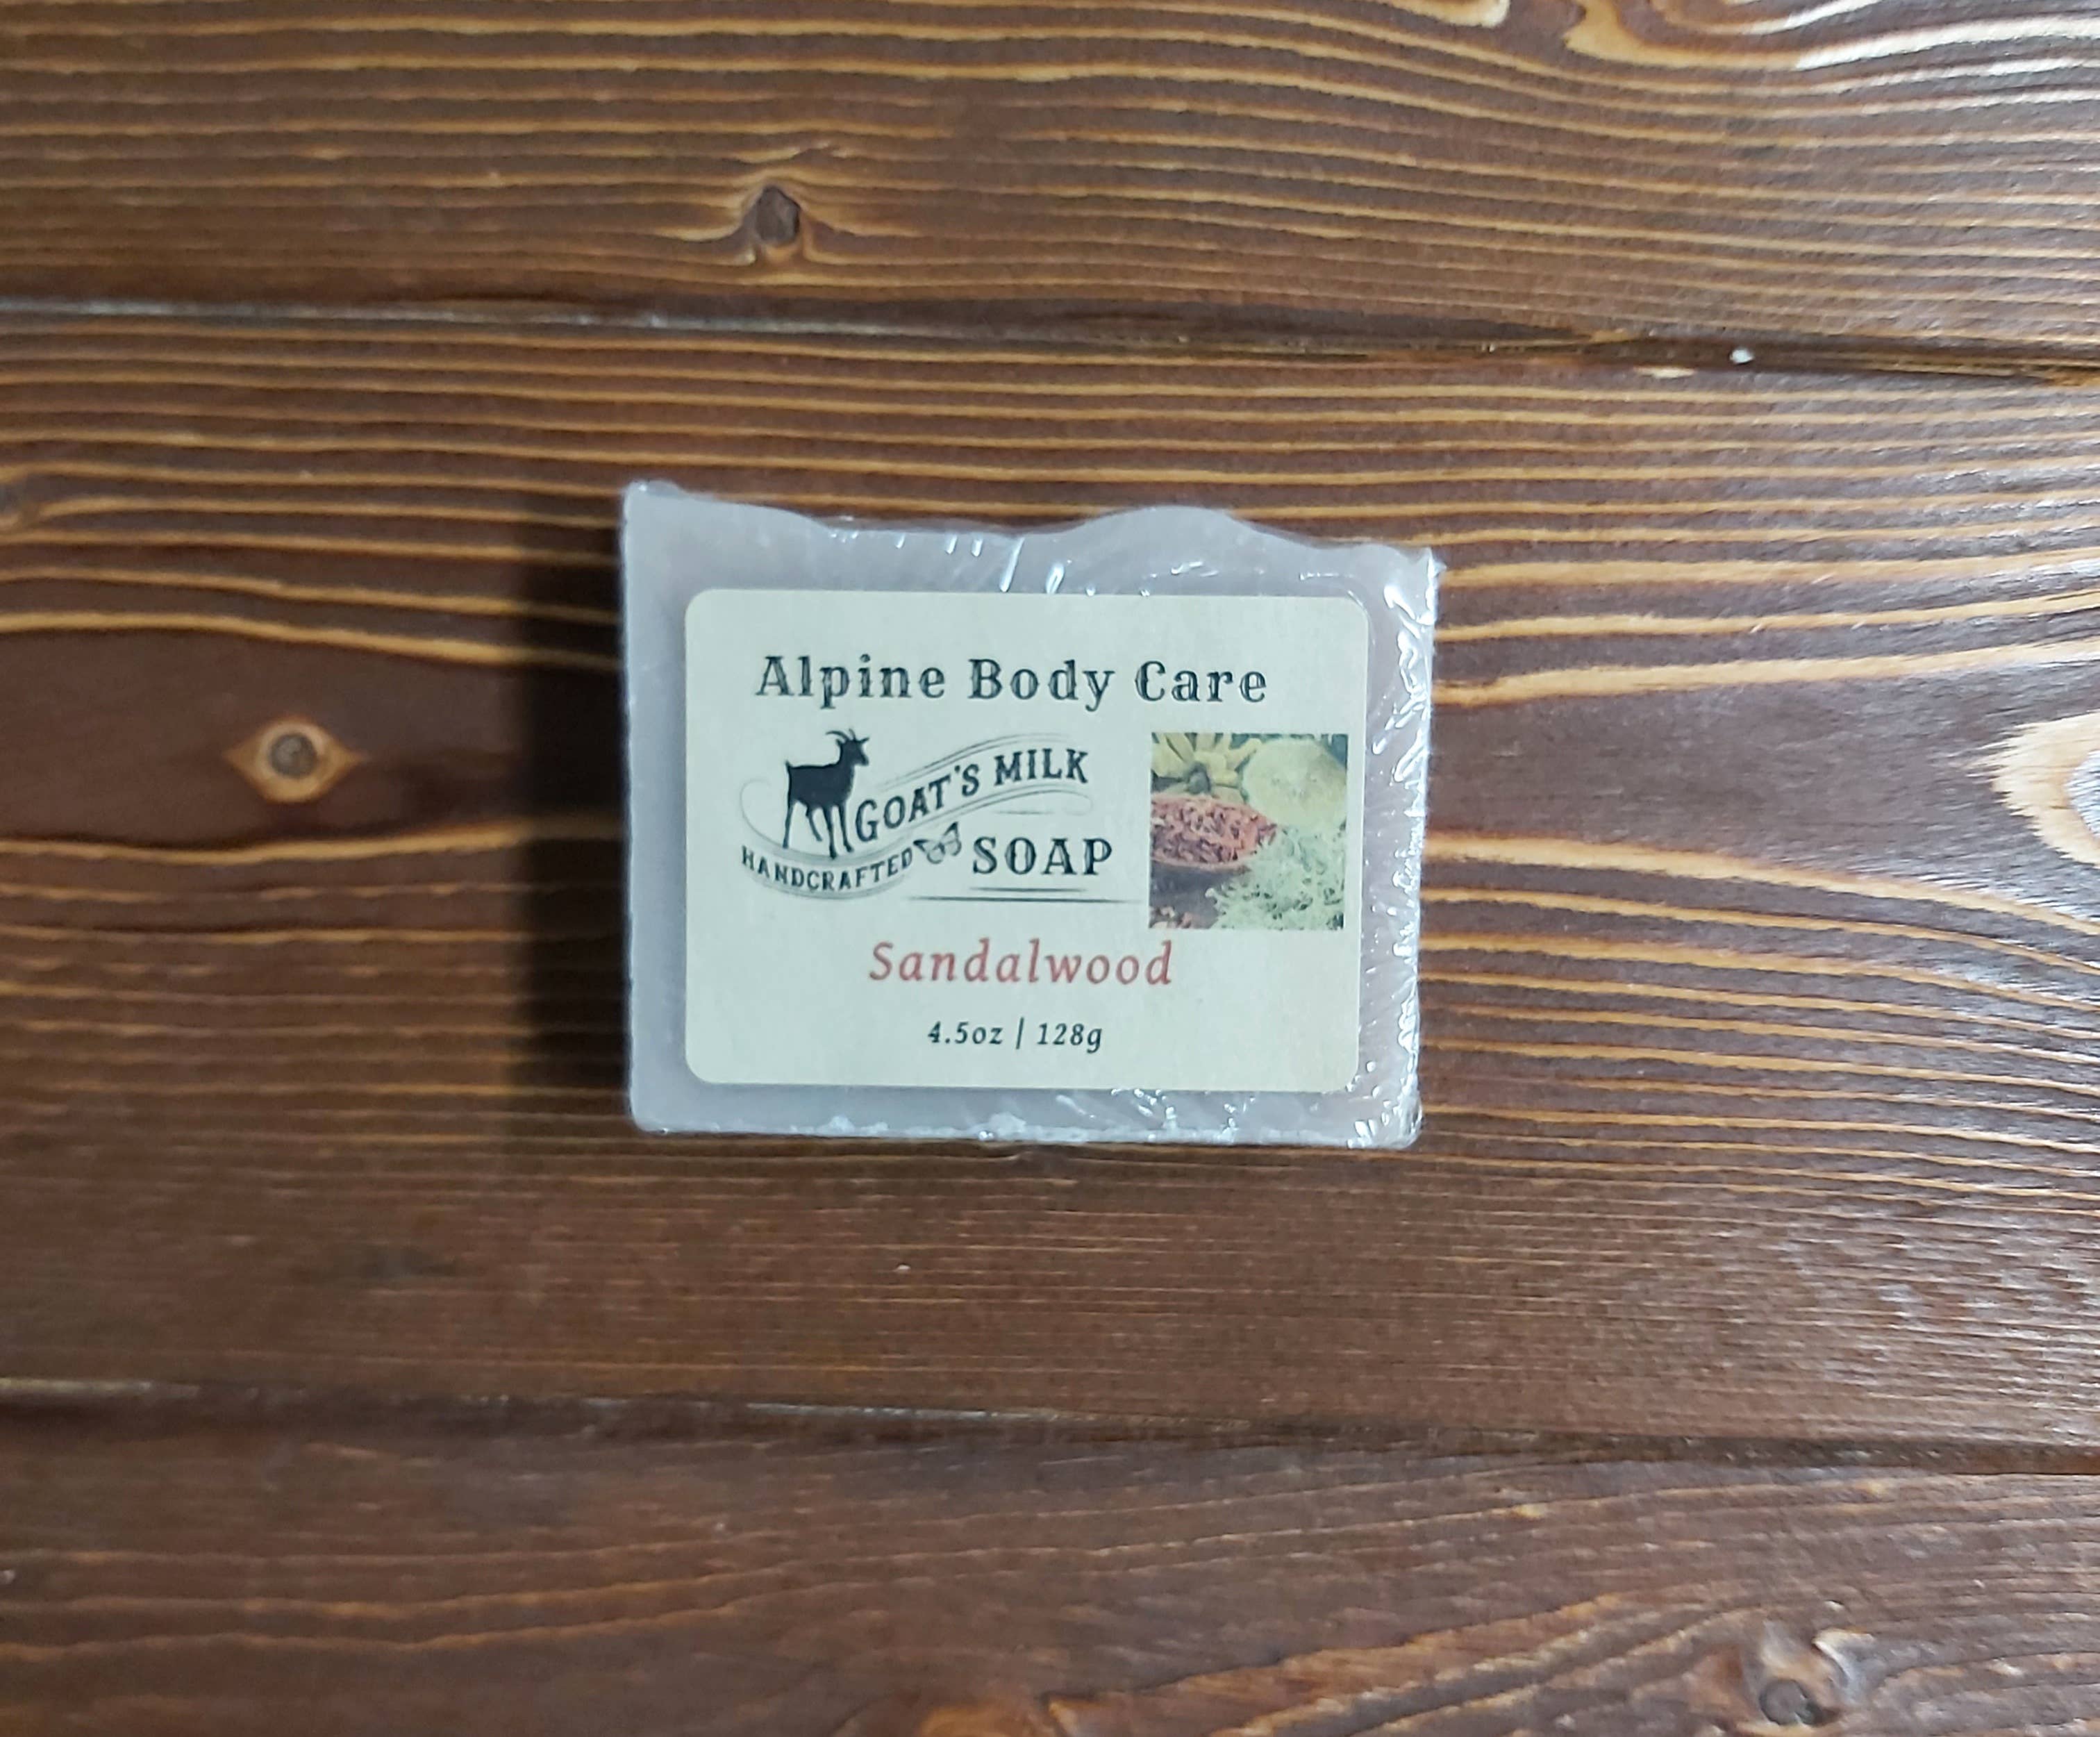 Alpine Body Care
GOAT'S MILK
HANDCRAFTED
SOAP
Sandalwood
4.5oz | 128g